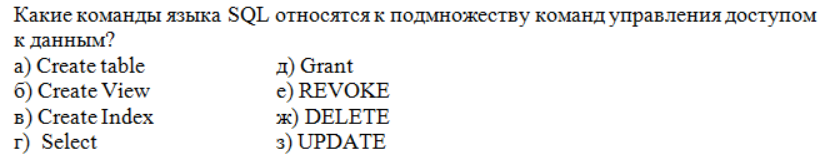 Какие команды языка SQL относятся к подмножеству команд управления доступом
к данным?
а) Create table д) Grant
б) Create View е) REVOKE
в) Create Index ж) DELETE
г) Select з) UPDATE